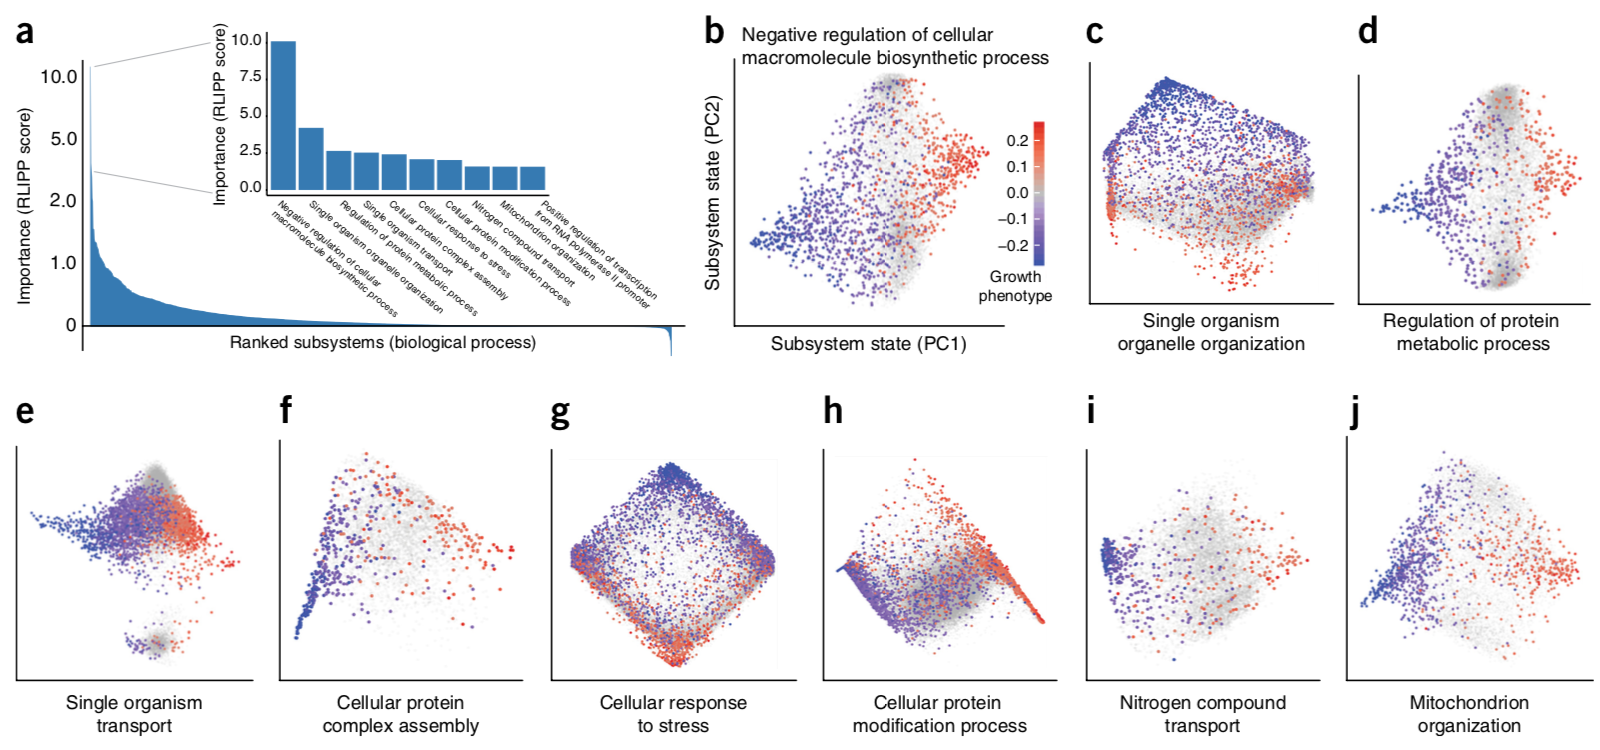 a
Importance (RLIPP score)
10.0
5.0
2.0
1.0
0
Ranked subsystems (biological process)
Importance (RLIPP score)
10.0
7.5
5.0
2.5
0.0
Negative regulation of cellular
macromolecule biosynthetic process
Single organism organelle organization
Regulation of protein metabolic process
Single organism transport
Cellular protein complex assembly
Cellular response to stress
Cellular protein modification process
Nitrogen compound transport
Mitochondrion organization
Positive regulation of transcription
from RNA polymerase II promoter
b
Negative regulation of cellular
macromolecule biosynthetic process
Subsystem state (PC2)
Subsystem state (PC1)
0.2
0.1
0.0
−0.1
−0.2
Growth
phenotype
c
Single organism
organelle organization
d
Regulation of protein
metabolic process
e
Single organism
transport
f
Cellular protein
complex assembly
g
Cellular response
to stress
h
Cellular protein
modification process
i
Nitrogen compound
transport
j
Mitochondrion
organization